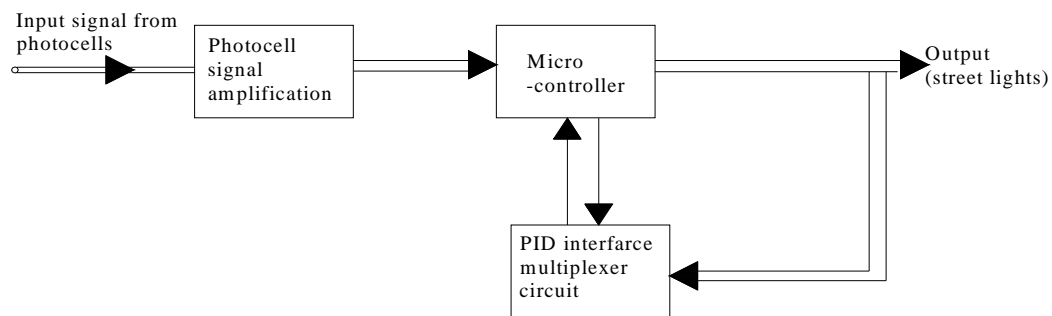 Input signal from
photocells
Photocell
signal
amplification
Micro
-controller
Output
(street lights)
PID interfarce
multiplexer
circuit